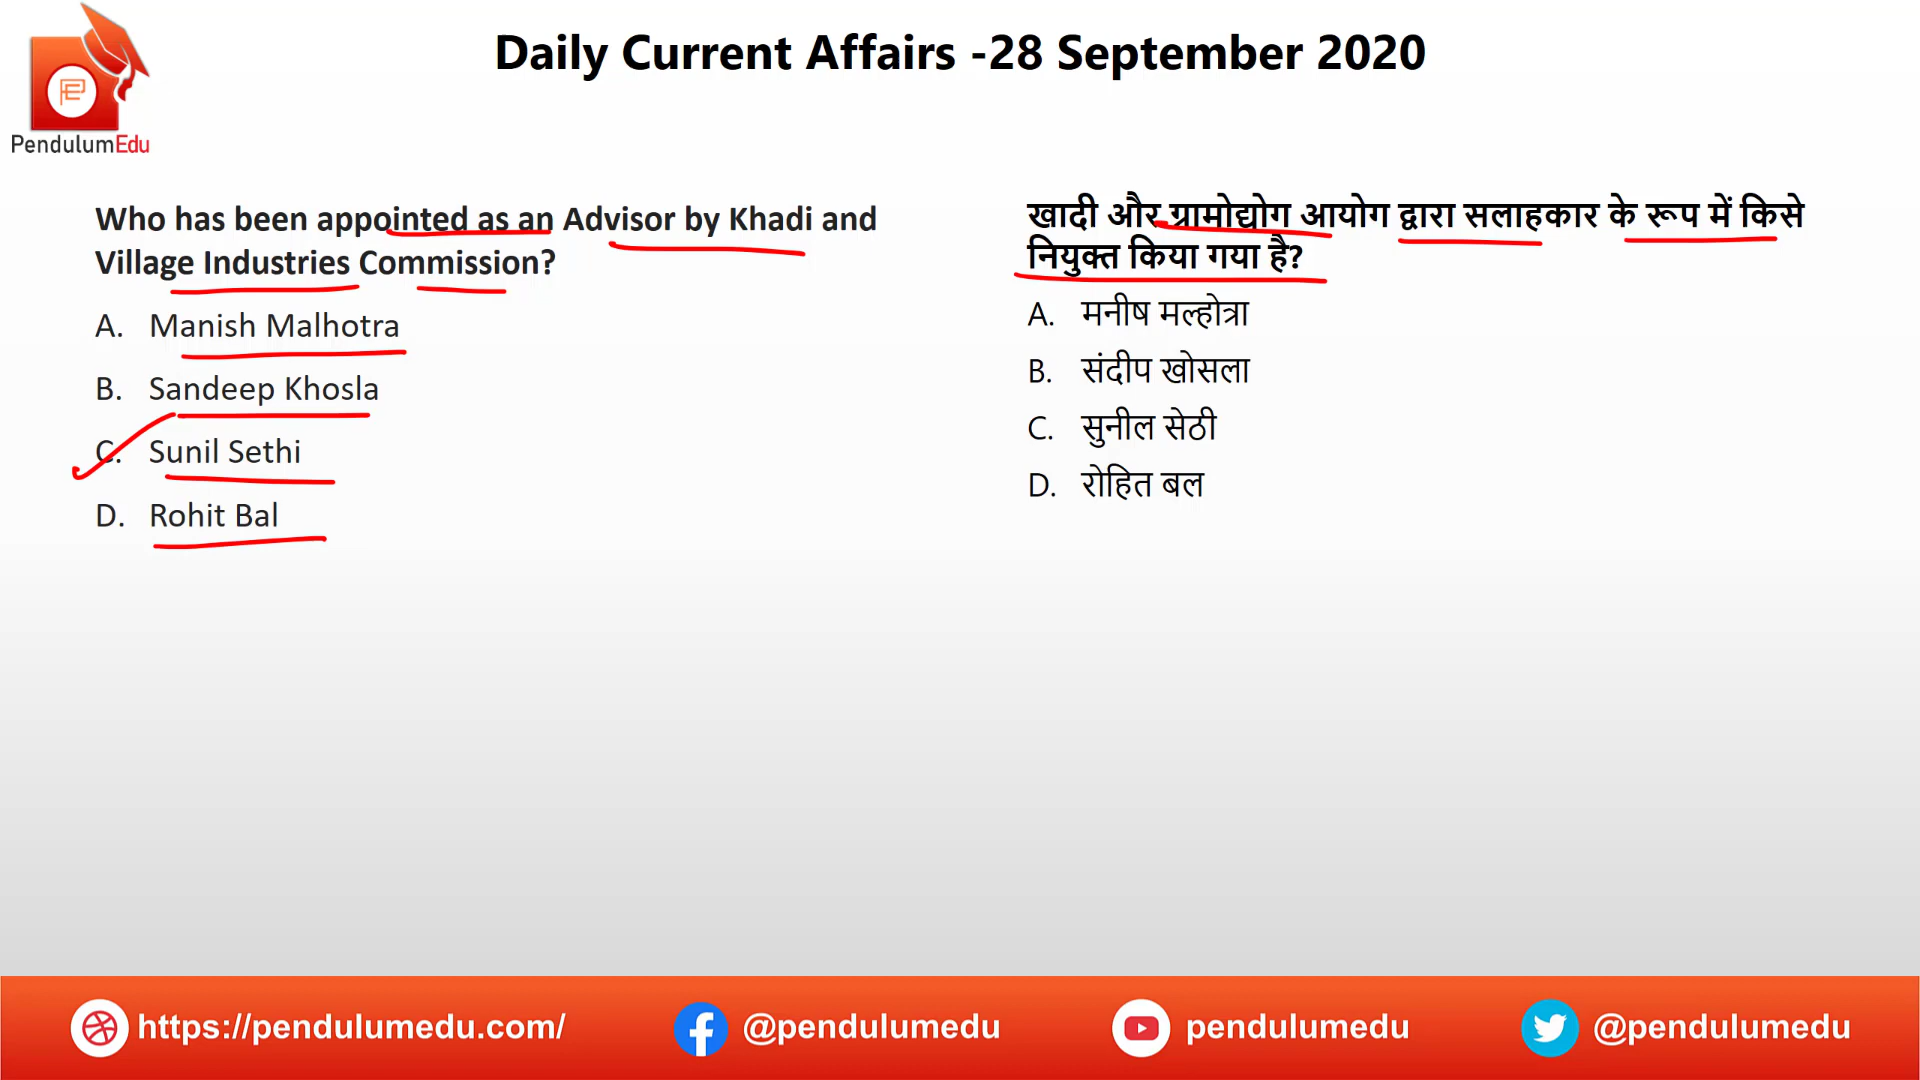 Daily Current Affairs -28 September 2020
PendulumEdu
Who has been appointed as an Advisor by Khadi and
Village Industries Commission?
A. Manish Malhotra
B. Sandeep Khosla
C. Sunil Sethi
D. Rohit Bal
खादी और ग्रामोद्योग आयोग द्वारा सलाहकार के रूप में किसे
नियुक्त किया गया है?
A. मनीष मल्होत्रा
B. संदीप खोसला
C. सुनील सेठी
D. रोहित बल
https://pendulumedu.com/
@pendulumedu
pendulumedu
@pendulumedu